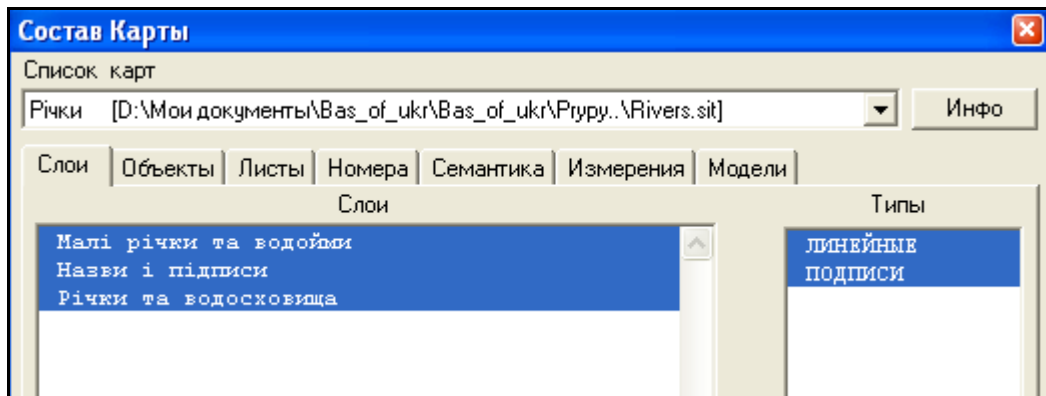 Состав Карты
Список карт
Річки [D:\Мои документы\Bas_of_ukr\Bas_of_ukr\Prypy..\Rivers.sit] Инфо
Слои Объекты Листы Номера Семантика Измерения Модели
Слои Типы
Малі річки та водойми ЛИНЕЙНЫЕ
Назви і підписи ПОДПИСИ
Річки та водосховища